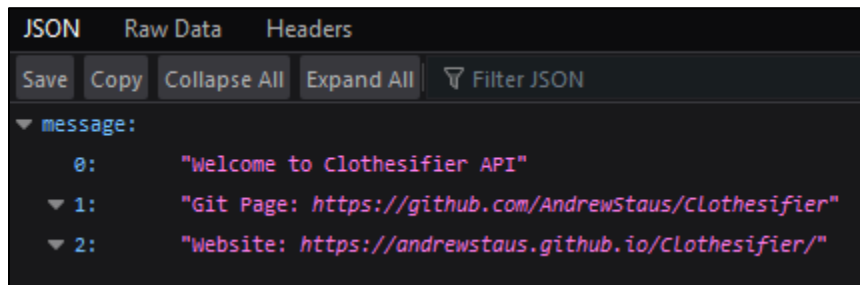 JSON Raw Data Headers
Save Copy Collapse All Expand All Filter JSON
message:
0: "Welcome to Clothesifier API"
1: "Git Page: https://github.com/AndrewStaus/Clothesifier"
2: "Website: https://andrewstaus.github.io/Clothesifier/"